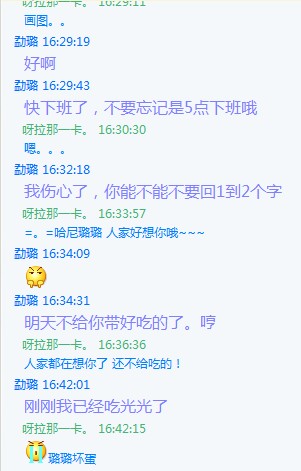 呀拉那一卡。 16:29:11
画图。。
勐璐 16:29:19
好啊
勐璐 16:29:43
快下班了，不要忘记是5点下班哦
呀拉那一卡。 16:30:30
嗯。。。
勐璐 16:32:18
我伤心了，你能不能不要回1到2个字
呀拉那一卡。 16:33:57
=。=哈尼璐璐 人家好想你哦~~~
勐璐 16:34:09
勐璐 16:34:31
明天不给你带好吃的了。哼
呀拉那一卡。 16:36:36
人家都在想你了 还不给吃的！
勐璐 16:42:01
刚刚我已经吃光光了
呀拉那一卡。 16:42:15
璐璐坏蛋